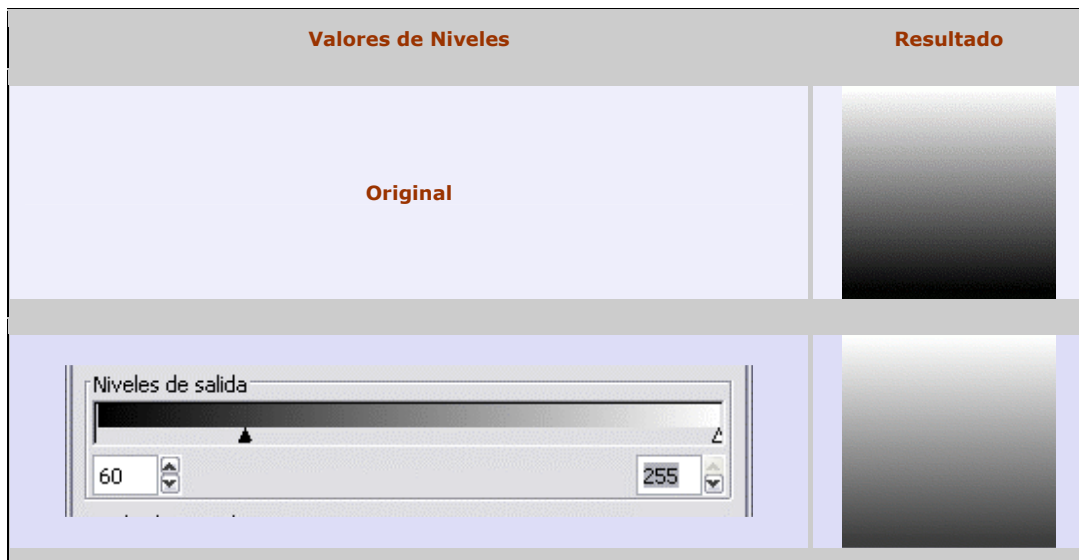 Valores de Niveles
Resultado
Original
Niveles de salida
60
255